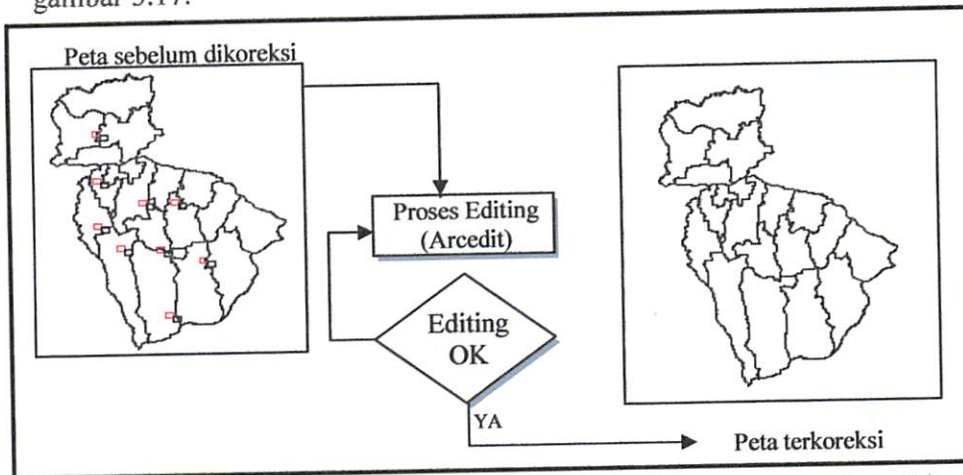 gambar 3.17.
Peta sebelum dikoreksi
Proses Editing
(Arcedit)
Editing
OK
YA
Peta terkoreksi